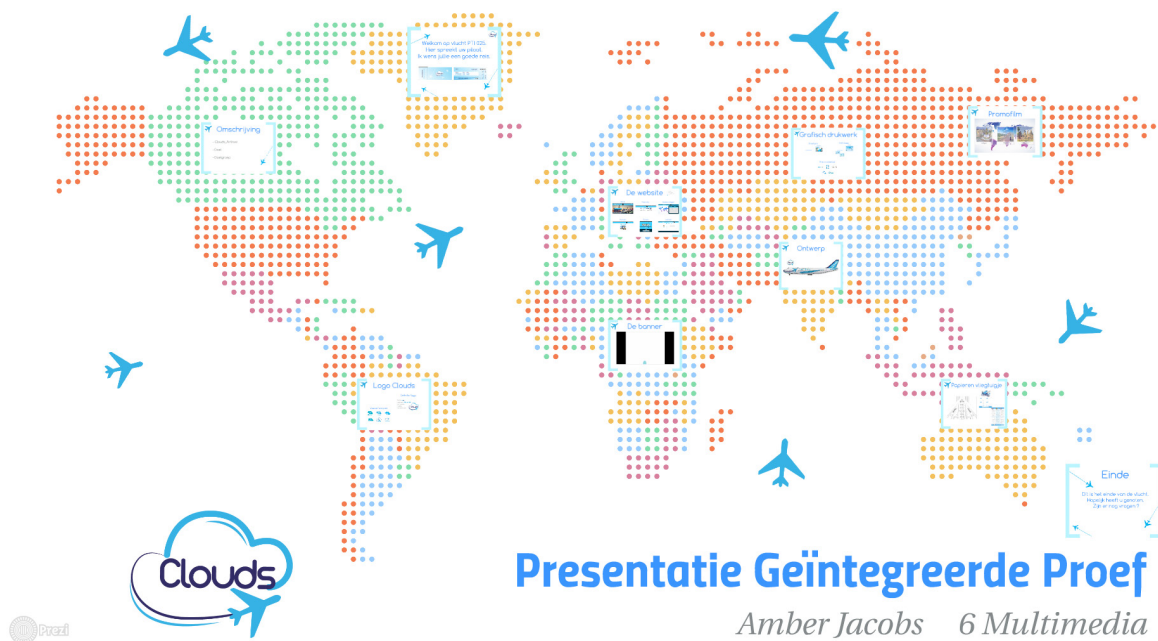 Welkom op vlucht
Hier spreekt uw piloot.
Ik wens jullie een goede reis.
Omschrijving
Grafisch drukwerk
Promofilm
De website
Ontwerp
De banner
Logo Clouds
Papieren vliegtuigje
Einde
Dit is het einde van de vlucht.
Hopelijk heeft u genoten.
Zijn er nog vragen?
Clouds
Presentatie Geïntegreerde Proef
Amber Jacobs 6 Multimedia
Prezi